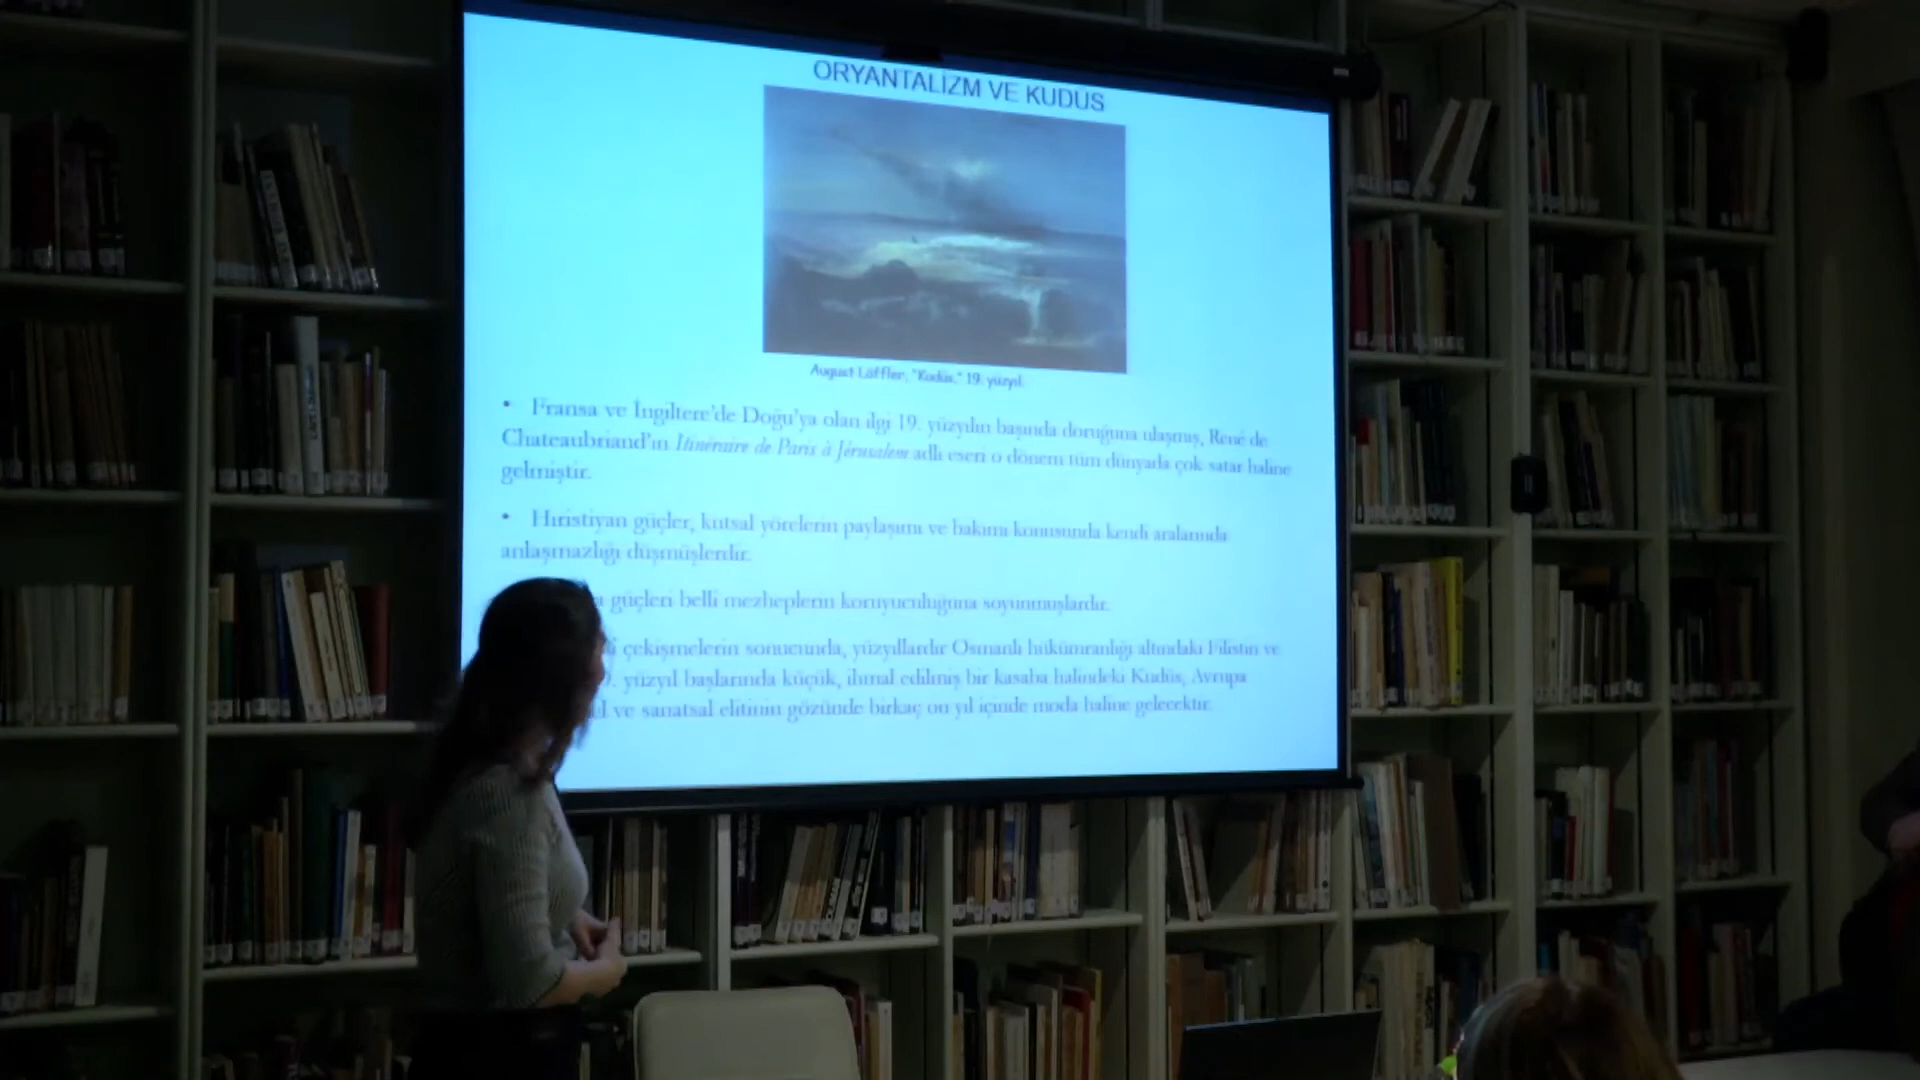 ORYANTALİZM VE KUDÜS
August Löffler, "Kudüs," 19. yüzyıl.
• Fransa ve İngiltere'de Doğu'ya olan ilgi 19. yüzyılın başında doruğuna ulaşmış, René de
Chateaubriand'ın Itinéraire de Paris à Jérusalem adlı eseri o dönem tüm dünyada çok satar haline
gelmiştir.
• Hıristiyan güçler, kutsal yörelerin paylaşımı ve bakımı konusunda kendi aralarında
anlaşmazlığı düşmüşlerdir.
güçleri belli mezheplerin koruyuculuğuna soyunmuşlardır.
çekişmelerin sonucunda, yüzyıllardır Osmanlı hükümranlığı altındaki Filistin ve
yüzyıl başlarında küçük, ihmal edilmiş bir kasaba halindeki Kudüs, Avrupa
ve sanatsal elitinin gözünde birkaç on yıl içinde moda haline gelecektir.